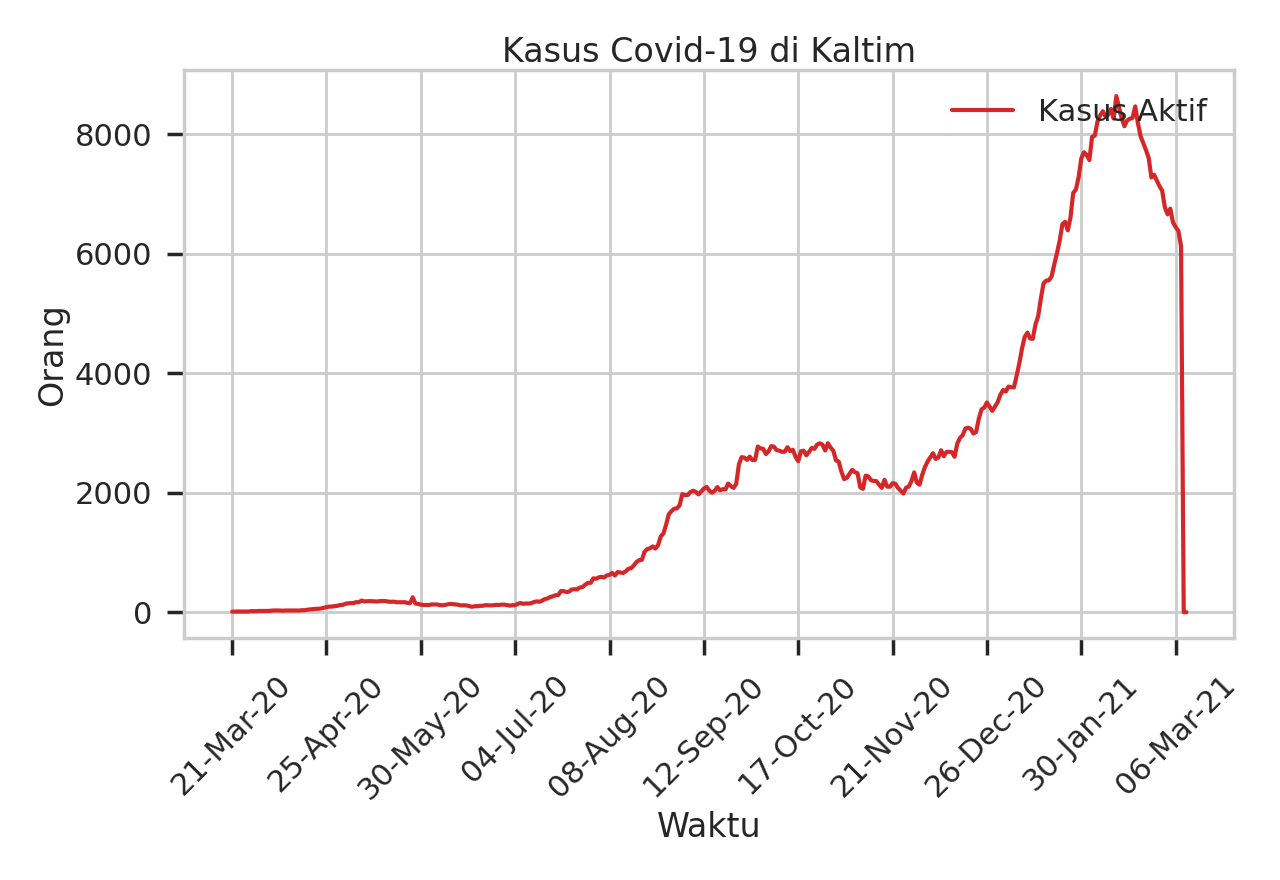 Kasus Covid-19 di Kaltim
Kasus Aktif
Orang
8000
6000
4000
2000
0
21-Mar-20
25-Apr-20
30-May-20
04-Jul-20
08-Aug-20
12-Sep-20
17-Oct-20
21-Nov-20
26-Dec-20
30-Jan-21
06-Mar-21
Waktu